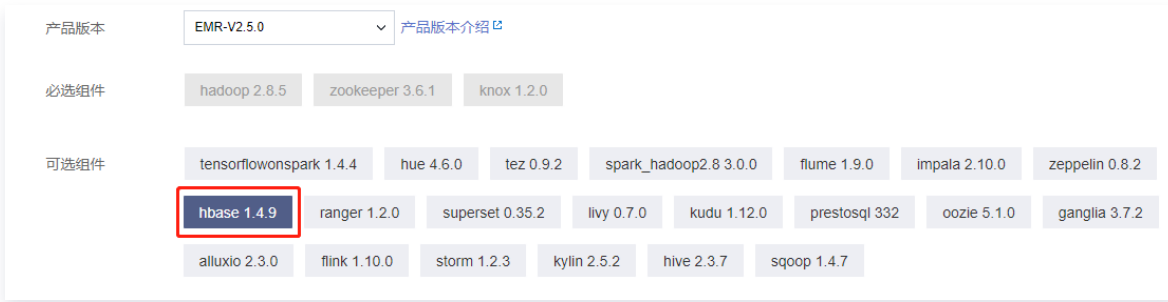 产品版本 EMR-V2.5.0 产品版本介绍
必选组件 hadoop 2.8.5 zookeeper 3.6.1 knox 1.2.0
可选组件 tensorflowonspark 1.4.4 hue 4.6.0 tez 0.9.2 spark_hadoop2.8 3.0.0 flume 1.9.0 impala 2.10.0 zeppelin 0.8.2
hbase 1.4.9 ranger 1.2.0 superset 0.35.2 livy 0.7.0 kudu 1.12.0 prestosql 332 oozie 5.1.0 ganglia 3.7.2
alluxio 2.3.0 flink 1.10.0 storm 1.2.3 kylin 2.5.2 hive 2.3.7 sqoop 1.4.7